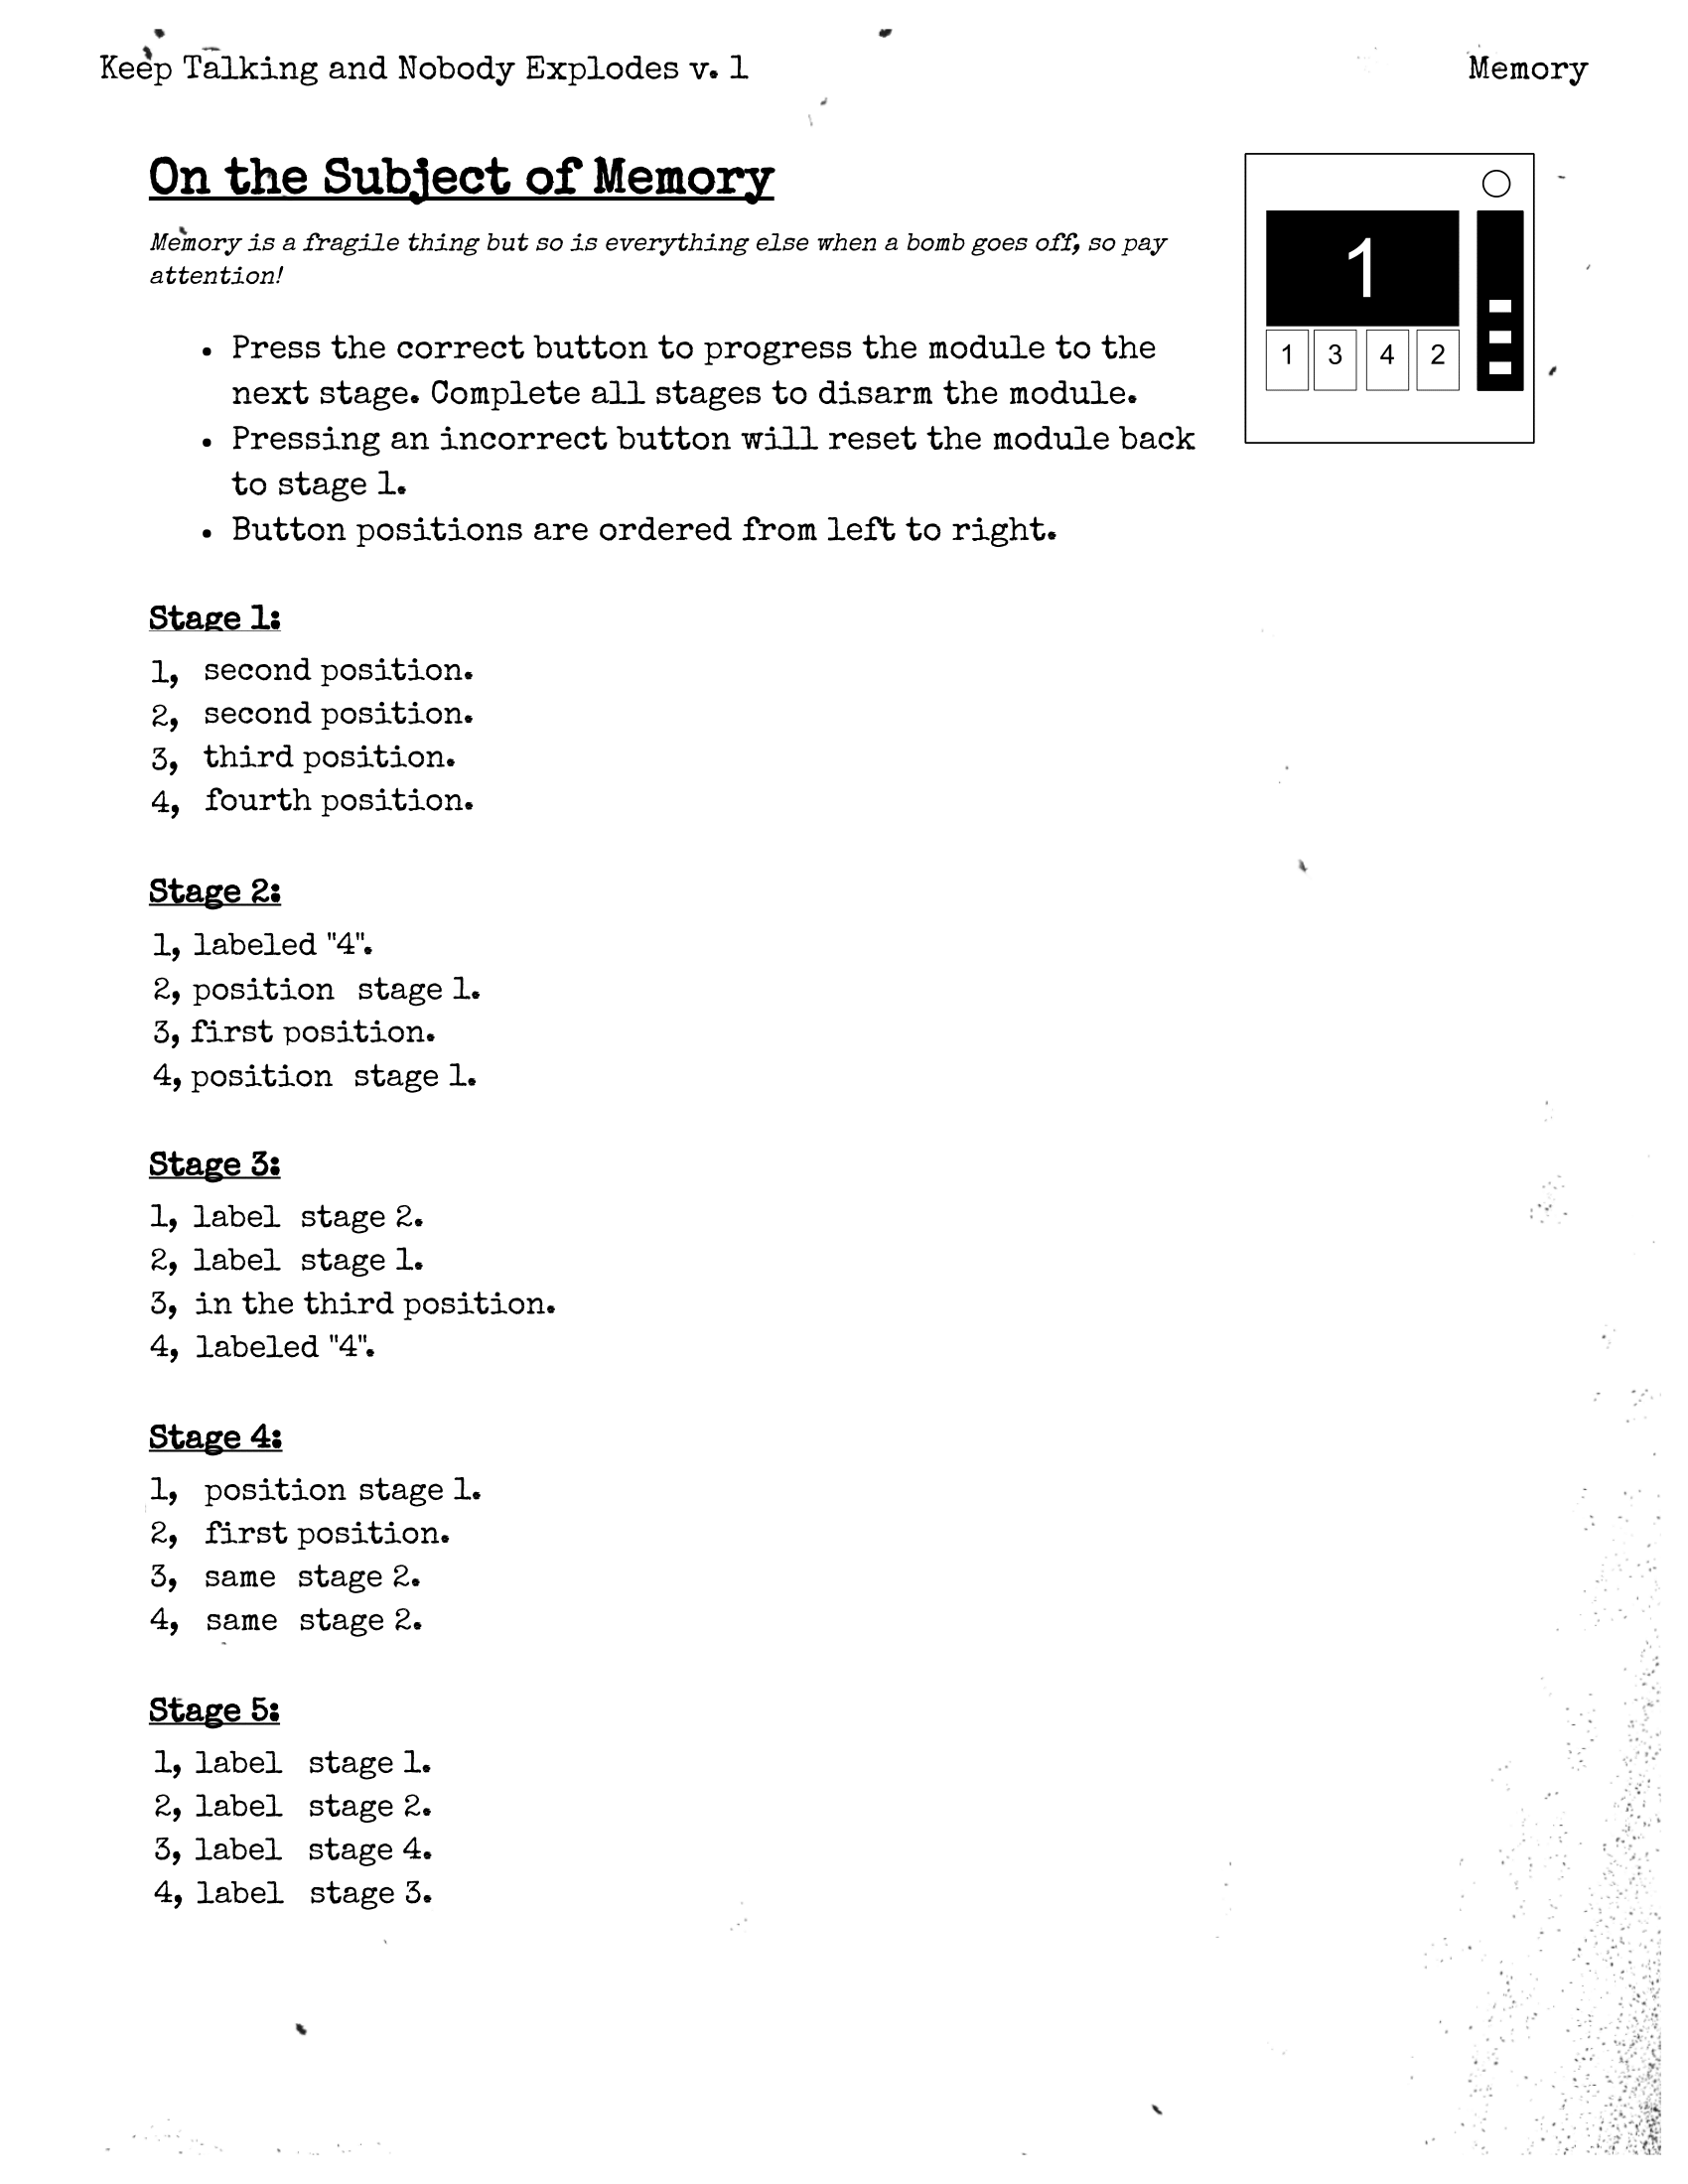 Keep Talking and Nobody Explodes v. 1
Memory
On the Subject of Memory
Memory is a fragile thing but so is everything else when a bomb goes off, so pay
attention!
1
1 3 4 2
• Press the correct button to progress the module to the
next stage. Complete all stages to disarm the module.
• Pressing an incorrect button will reset the module back
to stage 1.
• Button positions are ordered from left to right.
Stage 1:
1, second position.
2, second position.
3, third position.
4, fourth position.
Stage 2:
1, labeled "4".
2, position stage 1.
3, first position.
4, position stage 1.
Stage 3:
1, label stage 2.
2, label stage 1.
3, in the third position.
4, labeled "4".
Stage 4:
1, position stage 1.
2, first position.
3, same stage 2.
4, same stage 2.
Stage 5:
1, label stage 1.
2, label stage 2.
3, label stage 4.
4, label stage 3.